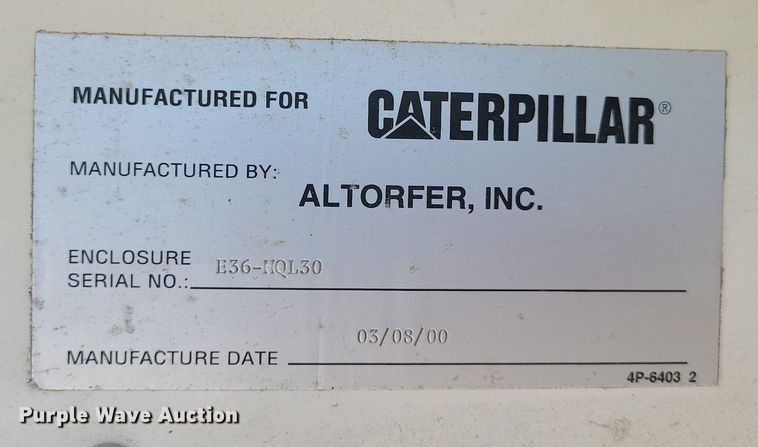 MANUFACTURED FOR CATERPILLAR®
MANUFACTURED BY: ALTORFER, INC.
ENCLOSURE
SERIAL NO.: E36-HQL30
MANUFACTURE DATE 03/08/00
4P-6403 2
Purple Wave Auction